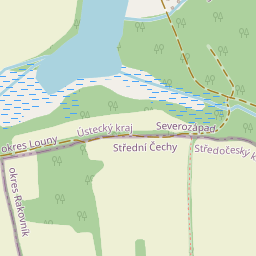 Severozápad
Ústecký kraj
okres Louny
Střední Čechy
Středočeský k
okres Rakovník